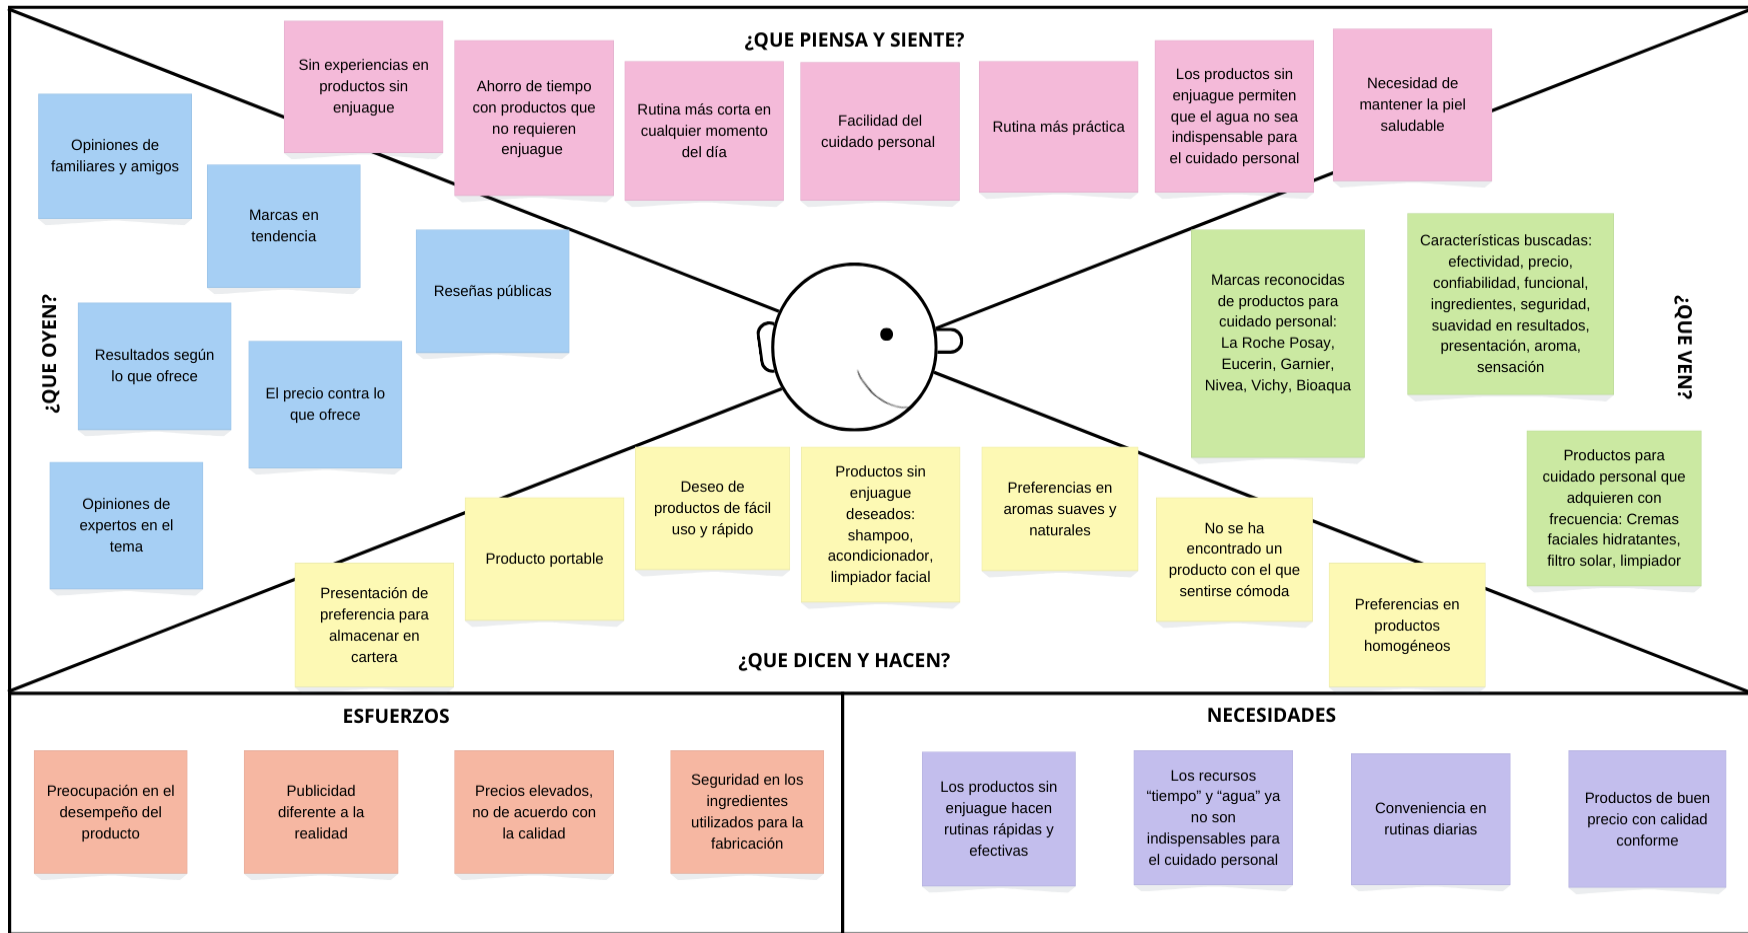 ¿QUE PIENSA Y SIENTE?
Sin experiencias en
productos sin
enjuague
Ahorro de tiempo
con productos que
no requieren
enjuague
Rutina más corta en
cualquier momento
del día
Facilidad del
cuidado personal
Rutina más práctica
Los productos sin
enjuague permiten
que el agua no sea
indispensable para
el cuidado personal
Necesidad de
mantener la piel
saludable
¿QUE OYEN?
Opiniones de
familiares y amigos
Marcas en
tendencia
Reseñas públicas
Resultados según
lo que ofrece
El precio contra lo
que ofrece
Opiniones de
expertos en el
tema
¿QUE VEN?
Marcas reconocidas
de productos para
cuidado personal:
La Roche Posay,
Eucerin, Garnier,
Nivea, Vichy, Bioaqua
Características buscadas:
efectividad, precio,
confiabilidad, funcional,
ingredientes, seguridad,
suavidad en resultados,
presentación, aroma,
sensación
Productos para
cuidado personal que
adquieren con
frecuencia: Cremas
faciales hidratantes,
filtro solar, limpiador
Presentación de
preferencia para
almacenar en
cartera
Producto portable
Deseo de
productos de fácil
uso y rápido
Productos sin
enjuague
deseados:
shampoo,
acondicionador,
limpiador facial
Preferencias en
aromas suaves y
naturales
No se ha
encontrado un
producto con el que
sentirse cómoda
Preferencias en
productos
homogéneos
¿QUE DICEN Y HACEN?
ESFUERZOS
Preocupación en el
desempeño del
producto
Publicidad
diferente a la
realidad
Precios elevados,
no de acuerdo con
la calidad
Seguridad en los
ingredientes
utilizados para la
fabricación
NECESIDADES
Los productos sin
enjuague hacen
rutinas rápidas y
efectivas
Los recursos
“tiempo” y “agua” ya
no son
indispensables para
el cuidado personal
Conveniencia en
rutinas diarias
Productos de buen
precio con calidad
conforme